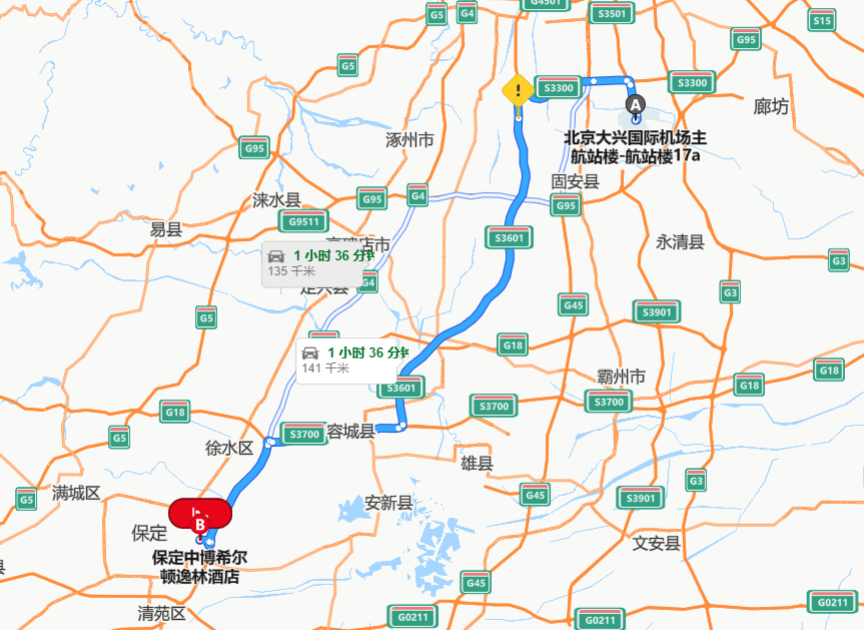 G4501
G5
G4
S3501
S15
G95
G5
S3300
S3300
A
廊坊
北京大兴国际机场主
航站楼-航站楼17a
涿州市
G95
固安县
涞水县
G95
G4
G95
G9511
易县
S3601
永清县
G3
1 小时 36 分钟
135 千米
G4
G3
G5
G45
S3901
G18
1 小时 36 分钟
141 千米
霸州市
G18
G18
S3601
G18
S3700
S3700
G5
S3700
容城县
徐水区
雄县
G3
满城区
G5
安新县
G45
S3901
B
保定
保定中博希尔
顿逸林酒店
文安县
G45
清苑区
G0211
G0211
G0211